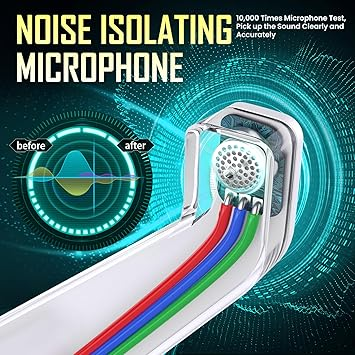 NOISE ISOLATING
MICROPHONE
10,000 Times Microphone Test,
Pick up the Sound Clearly and
Accurately
before
after